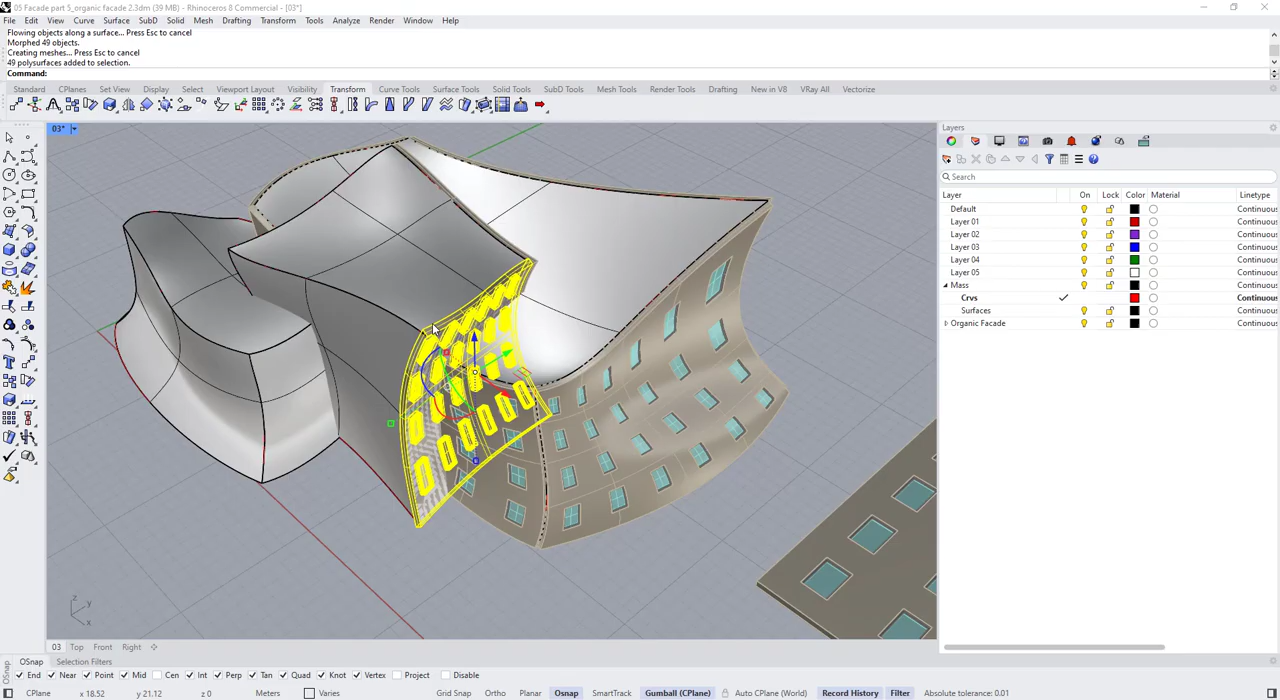 05 Facade part 5_organic facade 2.3dm (39 MB) - Rhinoceros 8 Commercial - [03*]
File Edit View Curve Surface SubD Solid Mesh Drafting Transform Tools Analyze Render Window Help
Flowing objects along a surface... Press Esc to cancel
Morphed 49 objects.
Creating meshes... Press Esc to cancel
49 polysurfaces added to selection.
Command:
Standard CPlanes Set View Display Select Viewport Layout Visibility Transform Curve Tools Surface Tools Solid Tools SubD Tools Mesh Tools Render Tools Drafting New in V8 VRay All Vectorize
03*
Layers
Search
Layer On Lock Color Material Linetype
Default Continuous
Layer 01 Continuous
Layer 02 Continuous
Layer 03 Continuous
Layer 04 Continuous
Layer 05 Continuous
Mass Continuous
Crvs Continuous
Surfaces Continuous
Organic Facade Continuous
z
y
x
03 Top Front Right
OSnap Selection Filters
OSnap
End Near Point Mid Cen Int Perp Tan Quad Knot Vertex Project Disable
CPlane x 18.52 y 21.12 z 0 Meters Varies Grid Snap Ortho Planar Osnap SmartTrack Gumball (CPlane) Auto CPlane (World) Record History Filter Absolute tolerance: 0.01